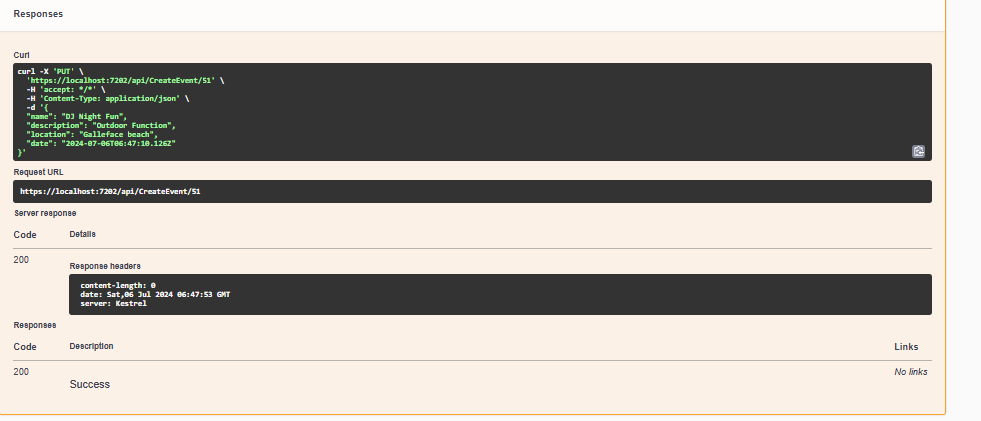 Responses
Curl
curl -X 'PUT' \
'https://localhost:7202/api/CreateEvent/51' \
-H 'accept: */*' \
-H 'Content-Type: application/json' \
-d '{
"name": "DJ Night Fun",
"description": "Outdoor Function",
"location": "Galleface beach",
"date": "2024-07-06T06:47:10.126Z"
}'
Request URL
https://localhost:7202/api/CreateEvent/51
Server response
Code Details
200
Response headers
content-length: 0
date: Sat,06 Jul 2024 06:47:53 GMT
server: Kestrel
Responses
Code Description Links
200 No links
Success